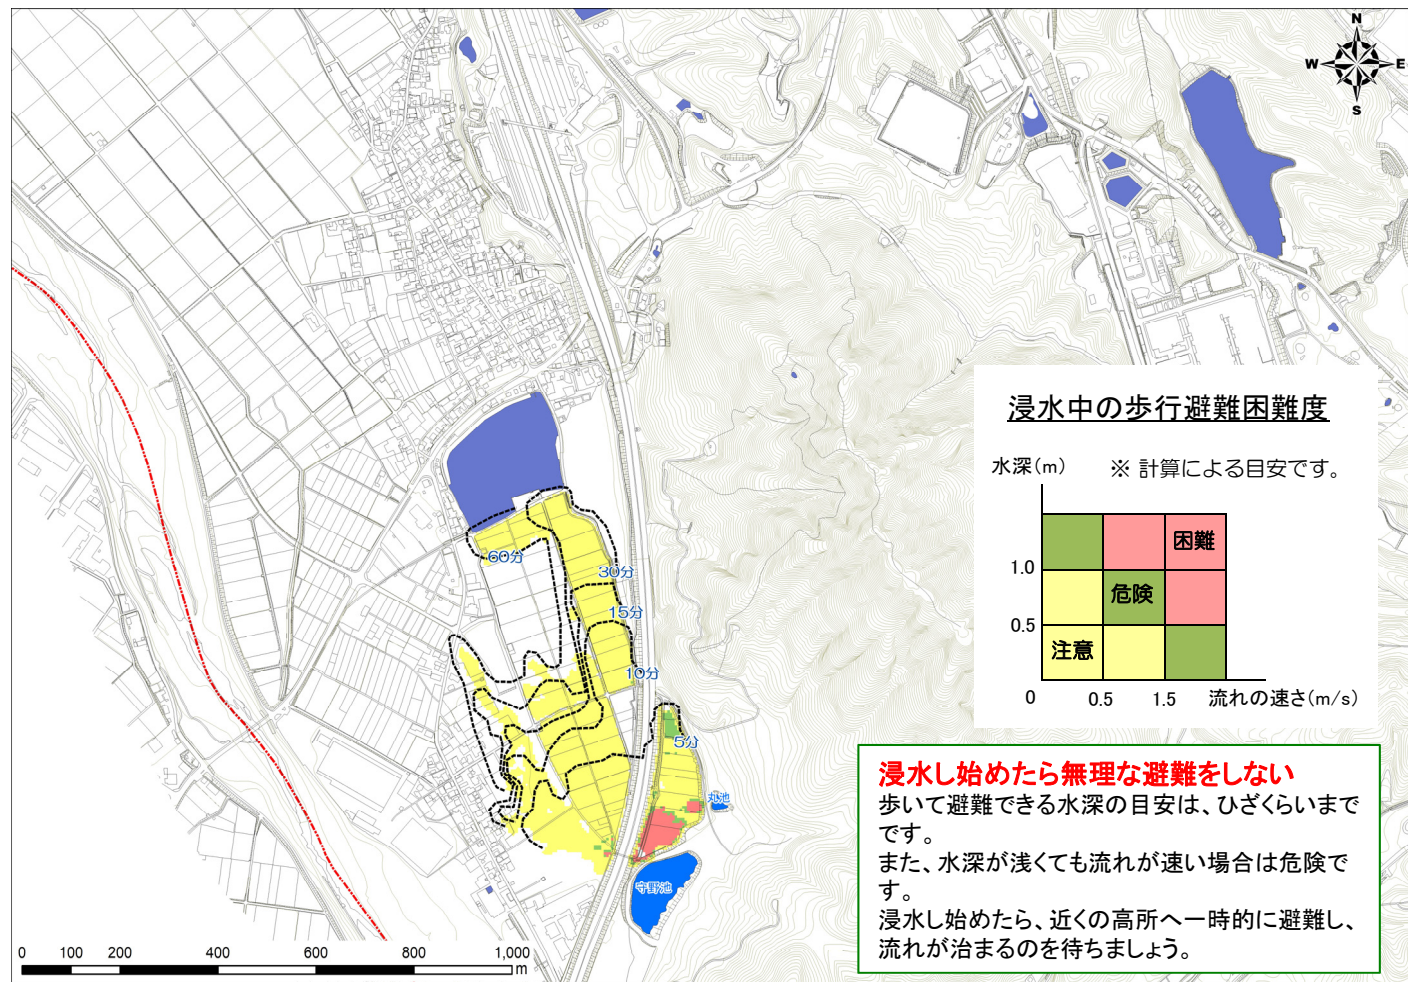 N
W
E
S
浸水中の歩行避難困難度
水深(m)
※ 計算による目安です。
困難
1.0
危険
0.5
注意
0
0.5
1.5
流れの速さ(m/s)
60分
30分
15分
10分
5分
丸池
守野池
浸水し始めたら無理な避難をしない
歩いて避難できる水深の目安は、ひざくらいまで
です。
また、水深が浅くても流れが速い場合は危険で
す。
浸水し始めたら、近くの高所へ一時的に避難し、
流れが治まるのを待ちましょう。
0 100 200 400 600 800 1,000
m